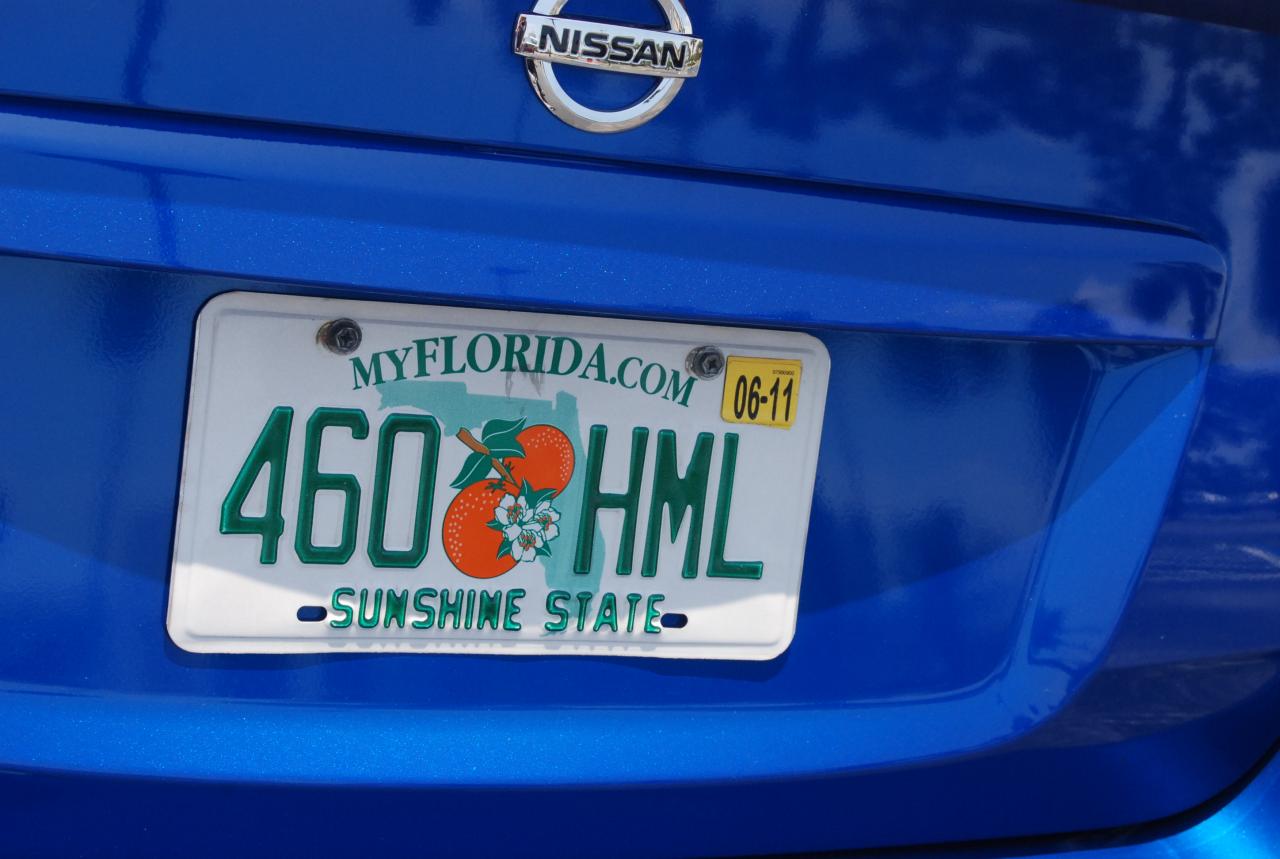 NISSAN
MYFLORIDA.COM
06-11
460 HML
SUNSHINE STATE